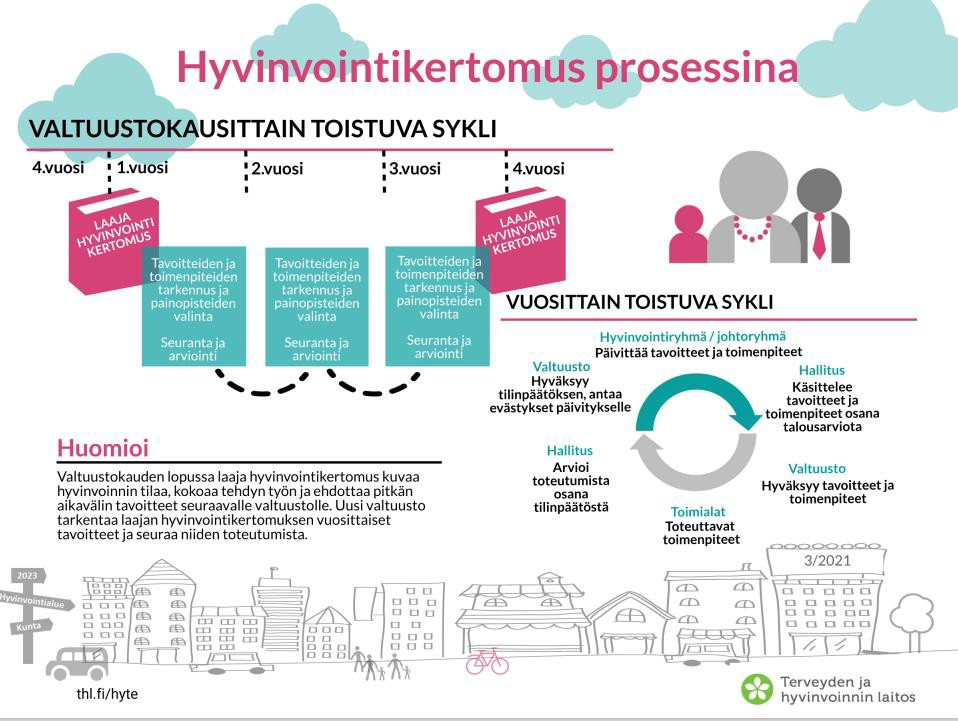 Hyvinvointikertomus prosessina
VALTUUSTOKAUSITTAIN TOISTUVA SYKLI
4.vuosi
1.vuosi
2.vuosi
3.vuosi
4.vuosi
LAAJA
HYVINVOINTI
KERTOMUS
LAAJA
HYVINVOINTI
KERTOMUS
Tavoitteiden ja
toimenpiteiden
tarkennus ja
painopisteiden
valinta
Seuranta ja
arviointi
Tavoitteiden ja
toimenpiteiden
tarkennus ja
painopisteiden
valinta
Seuranta ja
arviointi
Tavoitteiden ja
toimenpiteiden
tarkennus ja
painopisteiden
valinta
Seuranta ja
arviointi
VUOSITTAIN TOISTUVA SYKLI
Hyvinvointiryhmä / johtoryhmä
Päivittää tavoitteet ja toimenpiteet
Hallitus
Käsittelee
tavoitteet ja
toimenpiteet osana
talousarviota
Valtuusto
Hyväksyy tavoitteet ja
toimenpiteet
Toimialat
Toteuttavat
toimenpiteet
Hallitus
Arvioi
toteutumista
osana
tilinpäätöstä
Valtuusto
Hyväksyy
tilinpäätöksen, antaa
evästykset päivitykselle
Huomioi
Valtuustokauden lopussa laaja hyvinvointikertomus kuvaa
hyvinvoinnin tilaa, kokoaa tehdyn työn ja ehdottaa pitkän
aikavälin tavoitteet seuraavalle valtuustolle. Uusi valtuusto
tarkentaa laajan hyvinvointikertomuksen vuosittaiset
tavoitteet ja seuraa niiden toteutumista.
3/2021
2023
Hyvinvointialue
Kunta
thl.fi/hyte
Terveyden ja
hyvinvoinnin laitos